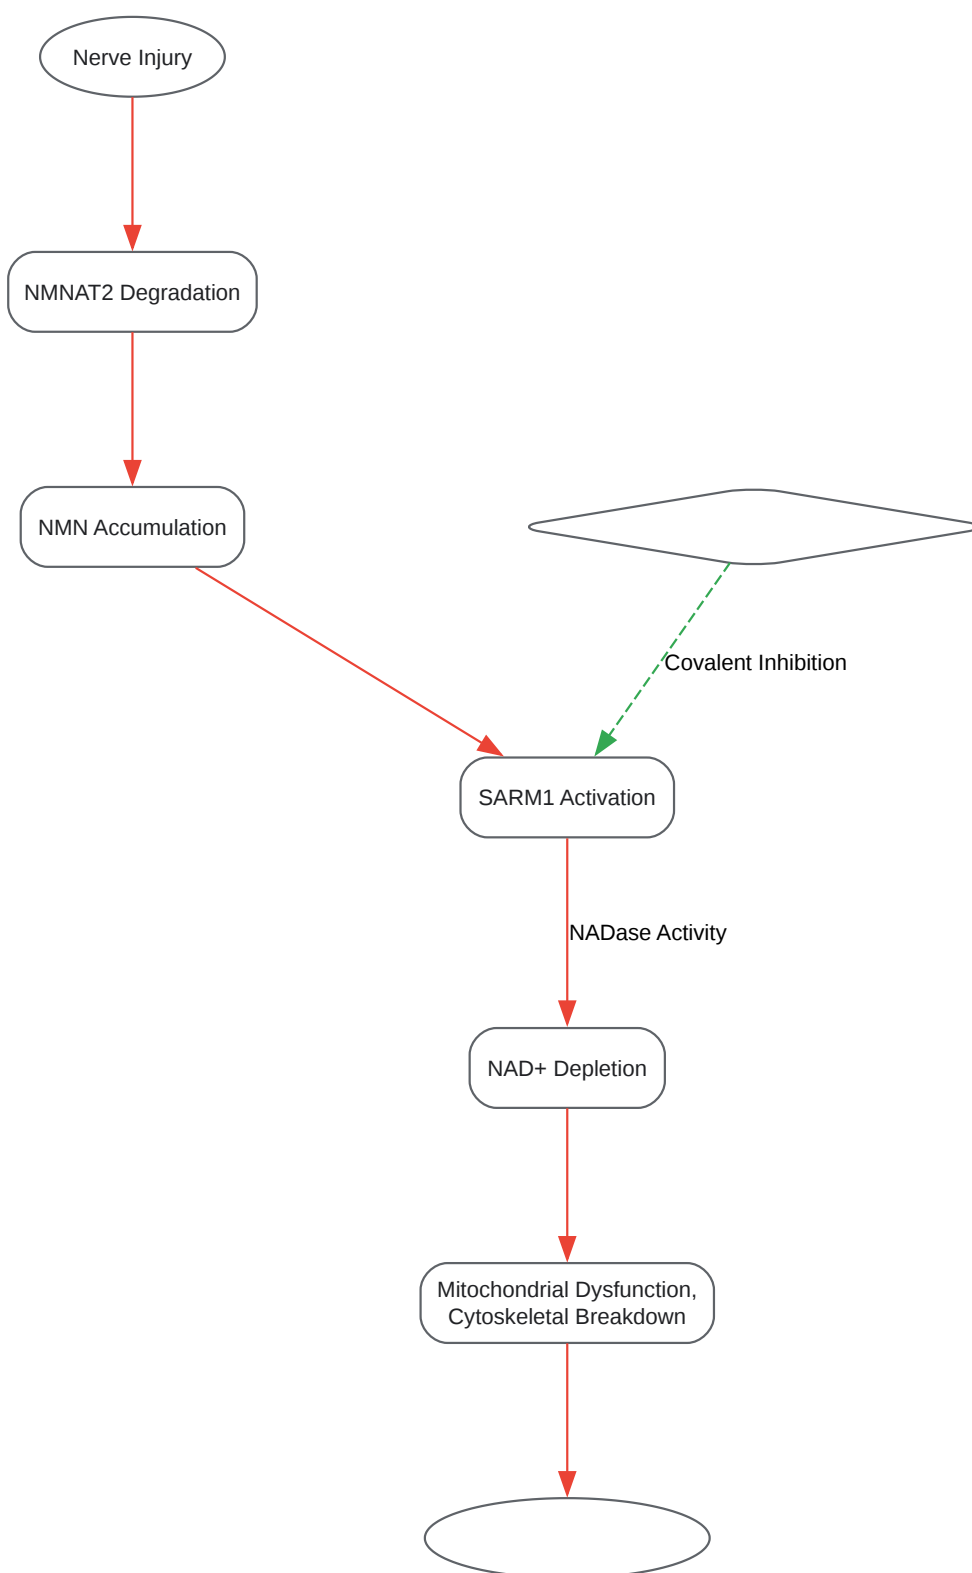 Nerve Injury
NMNAT2 Degradation
NMN Accumulation
Covalent Inhibition
SARM1 Activation
NADase Activity
NAD+ Depletion
Mitochondrial Dysfunction,
Cytoskeletal Breakdown